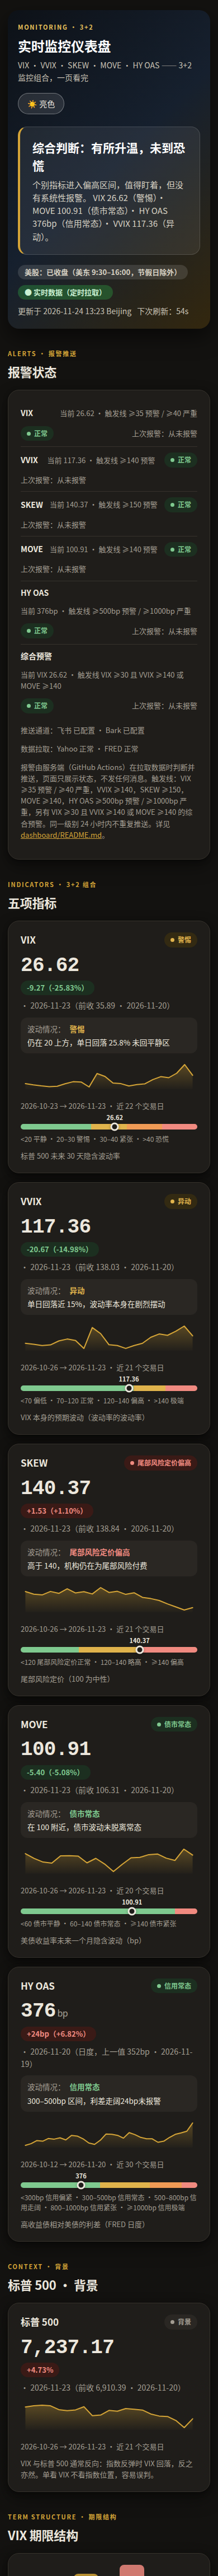 MONITORING · 3+2
实时监控仪表盘
VIX · VVIX · SKEW · MOVE · HY OAS —— 3+2
监控组合，一页看完
☀️ 亮色
综合判断：有所升温，未到恐
慌
个别指标进入偏高区间，值得盯着，但没
有系统性报警。 VIX 26.62（警惕）·
MOVE 100.91（债市常态）· HY OAS
376bp（信用常态）· VVIX 117.36（异
动）。
美股：已收盘（美东 9:30–16:00，节假日除外）
实时数据（定时拉取）
更新于 2026-11-24 13:23 Beijing 下次刷新：54s
ALERTS · 报警推送
报警状态
VIX 当前 26.62 · 触发线 ≥35 预警 / ≥40 严重
正常 上次报警：从未报警
VVIX 当前 117.36 · 触发线 ≥140 预警 正常
上次报警：从未报警
SKEW 当前 140.37 · 触发线 ≥150 预警 正常
上次报警：从未报警
MOVE 当前 100.91 · 触发线 ≥140 预警 正常
上次报警：从未报警
HY OAS
当前 376bp · 触发线 ≥500bp 预警 / ≥1000bp 严
重
正常 上次报警：从未报警
综合预警
当前 VIX 26.62 · 触发线 VIX ≥30 且 VVIX ≥140 或
MOVE ≥140
正常 上次报警：从未报警
推送通道：飞书 已配置 · Bark 已配置
数据拉取：Yahoo 正常 · FRED 正常
报警由服务端（GitHub Actions）在拉取数据时判断并
推送，页面只展示状态，不发任何消息。触发线：VIX
≥35 预警 / ≥40 严重，VVIX ≥140，SKEW ≥150，
MOVE ≥140，HY OAS ≥500bp 预警 / ≥1000bp 严
重，另有 VIX ≥30 且 VVIX ≥140 或 MOVE ≥140 的综
合预警。同一级别 24 小时内不重复推送。详见
dashboard/README.md。
INDICATORS · 3+2 组合
五项指标
VIX 警惕
26.62
-9.27 (-25.83%)
· 2026-11-23（前收 35.89 · 2026-11-20）
波动情况： 警惕
仍在 20 上方，单日回落 25.8% 未回平静区
2026-10-23 → 2026-11-23 · 近 22 个交易日
26.62
<20 平静 · 20–30 警惕 · 30–40 紧张 · >40 恐慌
标普 500 未来 30 天隐含波动率
VVIX 异动
117.36
-20.67 (-14.98%)
· 2026-11-23（前收 138.03 · 2026-11-20）
波动情况： 异动
单日回落近 15%，波动率本身在剧烈摆动
2026-10-26 → 2026-11-23 · 近 21 个交易日
117.36
<70 偏低 · 70–120 正常 · 120–140 偏高 · >140 极端
VIX 本身的预期波动（波动率的波动率）
SKEW 尾部风险定价偏高
140.37
+1.53 (+1.10%)
· 2026-11-23（前收 138.84 · 2026-11-20）
波动情况： 尾部风险定价偏高
高于 140，机构仍在为尾部风险付费
2026-10-26 → 2026-11-23 · 近 21 个交易日
140.37
<120 尾部风险定价正常 · 120–140 略高 · ≥140 偏高
尾部风险定价（100 为中性）
MOVE 债市常态
100.91
-5.40 (-5.08%)
· 2026-11-23（前收 106.31 · 2026-11-20）
波动情况： 债市常态
在 100 附近，债市波动未脱离常态
2026-10-26 → 2026-11-23 · 近 20 个交易日
100.91
<60 债市平静 · 60–140 债市常态 · ≥140 债市紧张
美债收益率未来一个月隐含波动（bp）
HY OAS 信用常态
376 bp
+24bp (+6.82%)
· 2026-11-20（日度，上一值 352bp · 2026-11-
19）
波动情况： 信用常态
300–500bp 区间，利差走阔24bp未报警
2026-10-12 → 2026-11-20 · 近 30 个交易日
376
<300bp 信用偏紧 · 300–500bp 信用常态 · 500–800bp 信
用走阔 · 800–1000bp 信用紧张 · ≥1000bp 信用极端
高收益债相对美债的利差（FRED 日度）
CONTEXT · 背景
标普 500 · 背景
标普 500 背景
7,237.17
+4.73%
· 2026-11-23（前收 6,910.39 · 2026-11-20）
2026-10-26 → 2026-11-23 · 近 21 个交易日
VIX 与标普 500 通常反向：指数反弹时 VIX 回落，反之
亦然。单看 VIX 不看指数位置，容易误判。
TERM STRUCTURE · 期限结构
VIX 期限结构